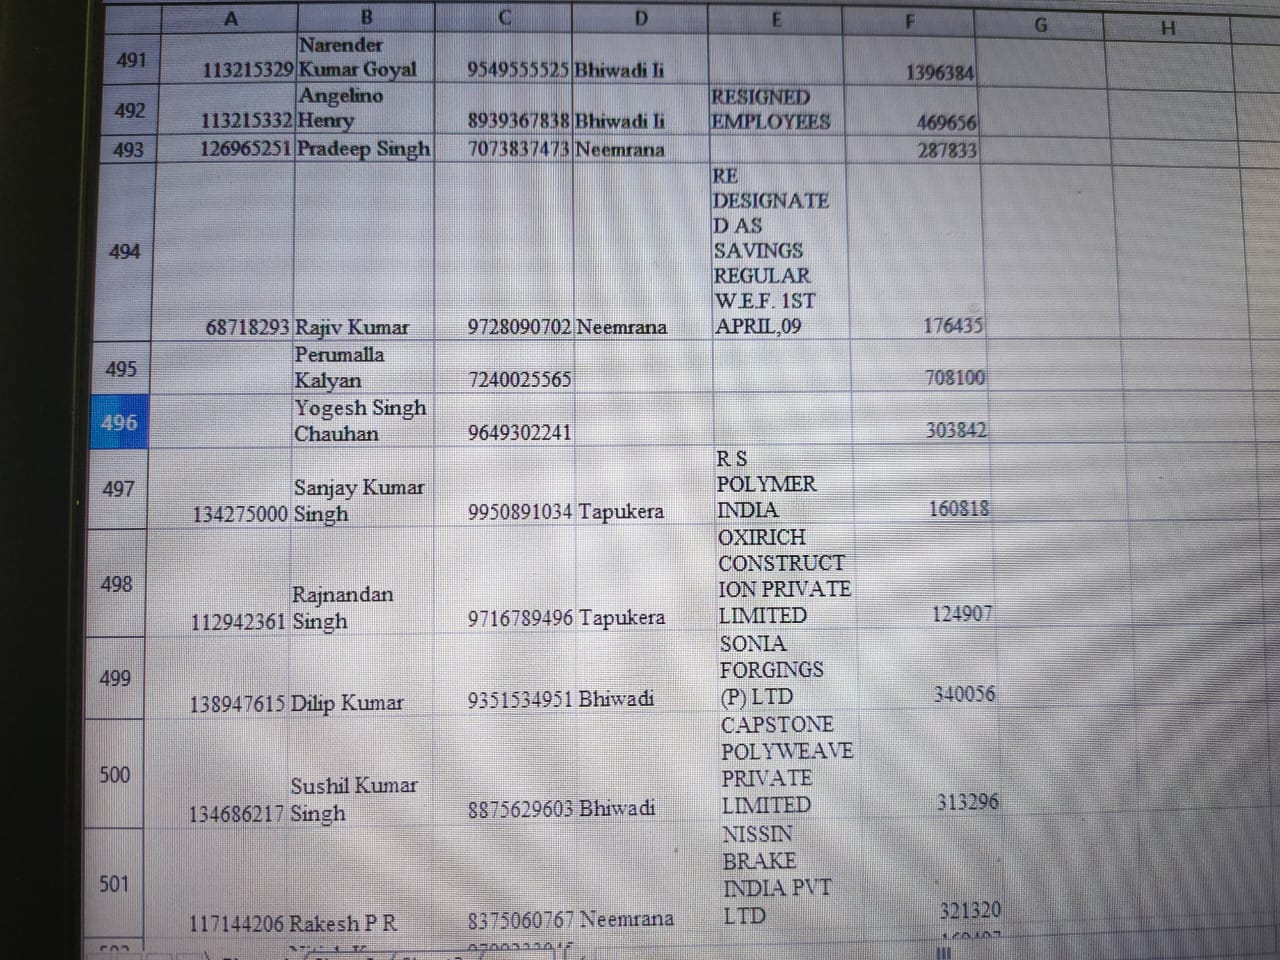 A B C D E F G H
491 113215329 Narender Kumar Goyal 9549555525 Bhiwadi Ii 1396384
492 113215332 Angelino Henry 8939367838 Bhiwadi Ii RESIGNED EMPLOYEES 469656
493 126965251 Pradeep Singh 7073837473 Neemrana 287833
494 68718293 Rajiv Kumar 9728090702 Neemrana RE DESIGNATE D AS SAVINGS REGULAR W.E.F. 1ST APRIL,09 176435
495 Perumalla Kalyan 7240025565 708100
496 Yogesh Singh Chauhan 9649302241 303842
497 134275000 Sanjay Kumar Singh 9950891034 Tapukera R S POLYMER INDIA 160818
498 112942361 Rajnandan Singh 9716789496 Tapukera OXIRICH CONSTRUCT ION PRIVATE LIMITED 124907
499 138947615 Dilip Kumar 9351534951 Bhiwadi SONIA FORGINGS (P) LTD 340056
500 134686217 Sushil Kumar Singh 8875629603 Bhiwadi CAPSTONE POLYWEAVE PRIVATE LIMITED 313296
501 117144206 Rakesh P R 8375060767 Neemrana NISSIN BRAKE INDIA PVT LTD 321320